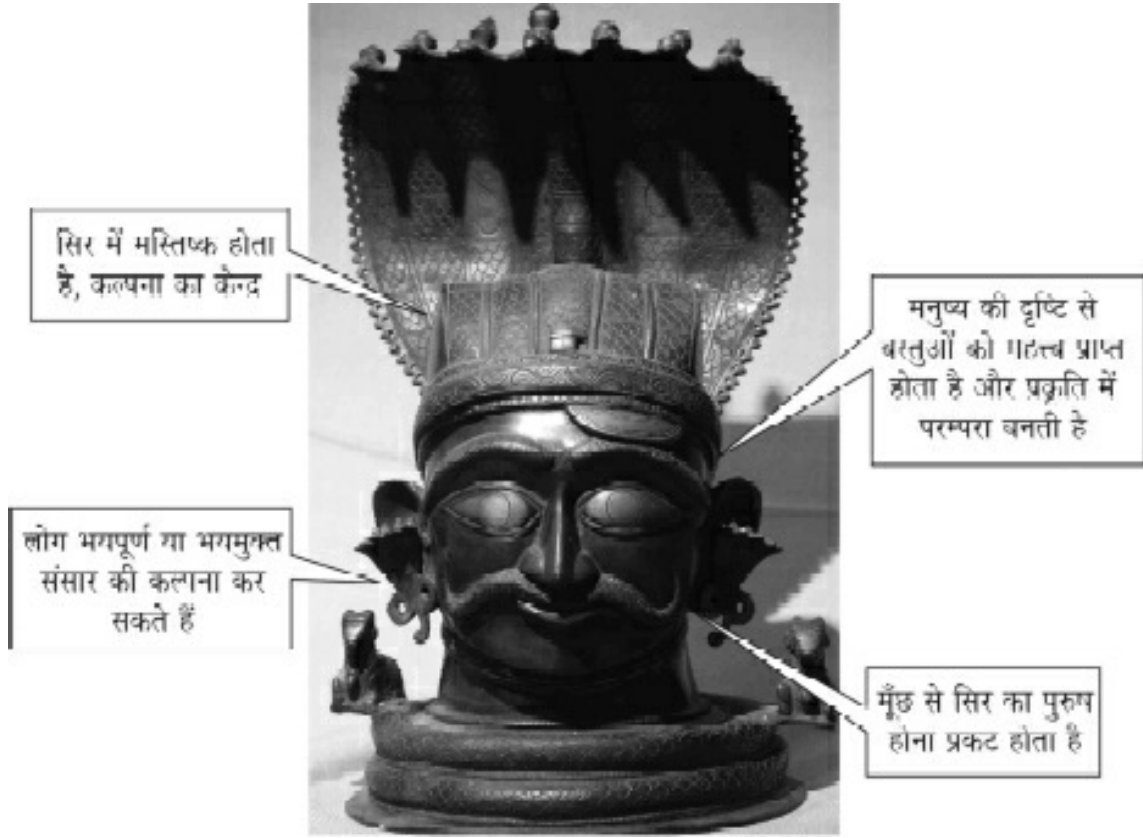 सिर में मस्तिष्क होता
है, कल्पना का केन्द्र
मनुष्य की दृष्टि से
वस्तुओं को महत्त्व प्राप्त
होता है और प्रकृति में
परम्परा बनती है
लोग भयपूर्ण या भयमुक्त
संसार की कल्पना कर
सकते हैं
मूँछ से सिर का पुरुष
होना प्रकट होता है